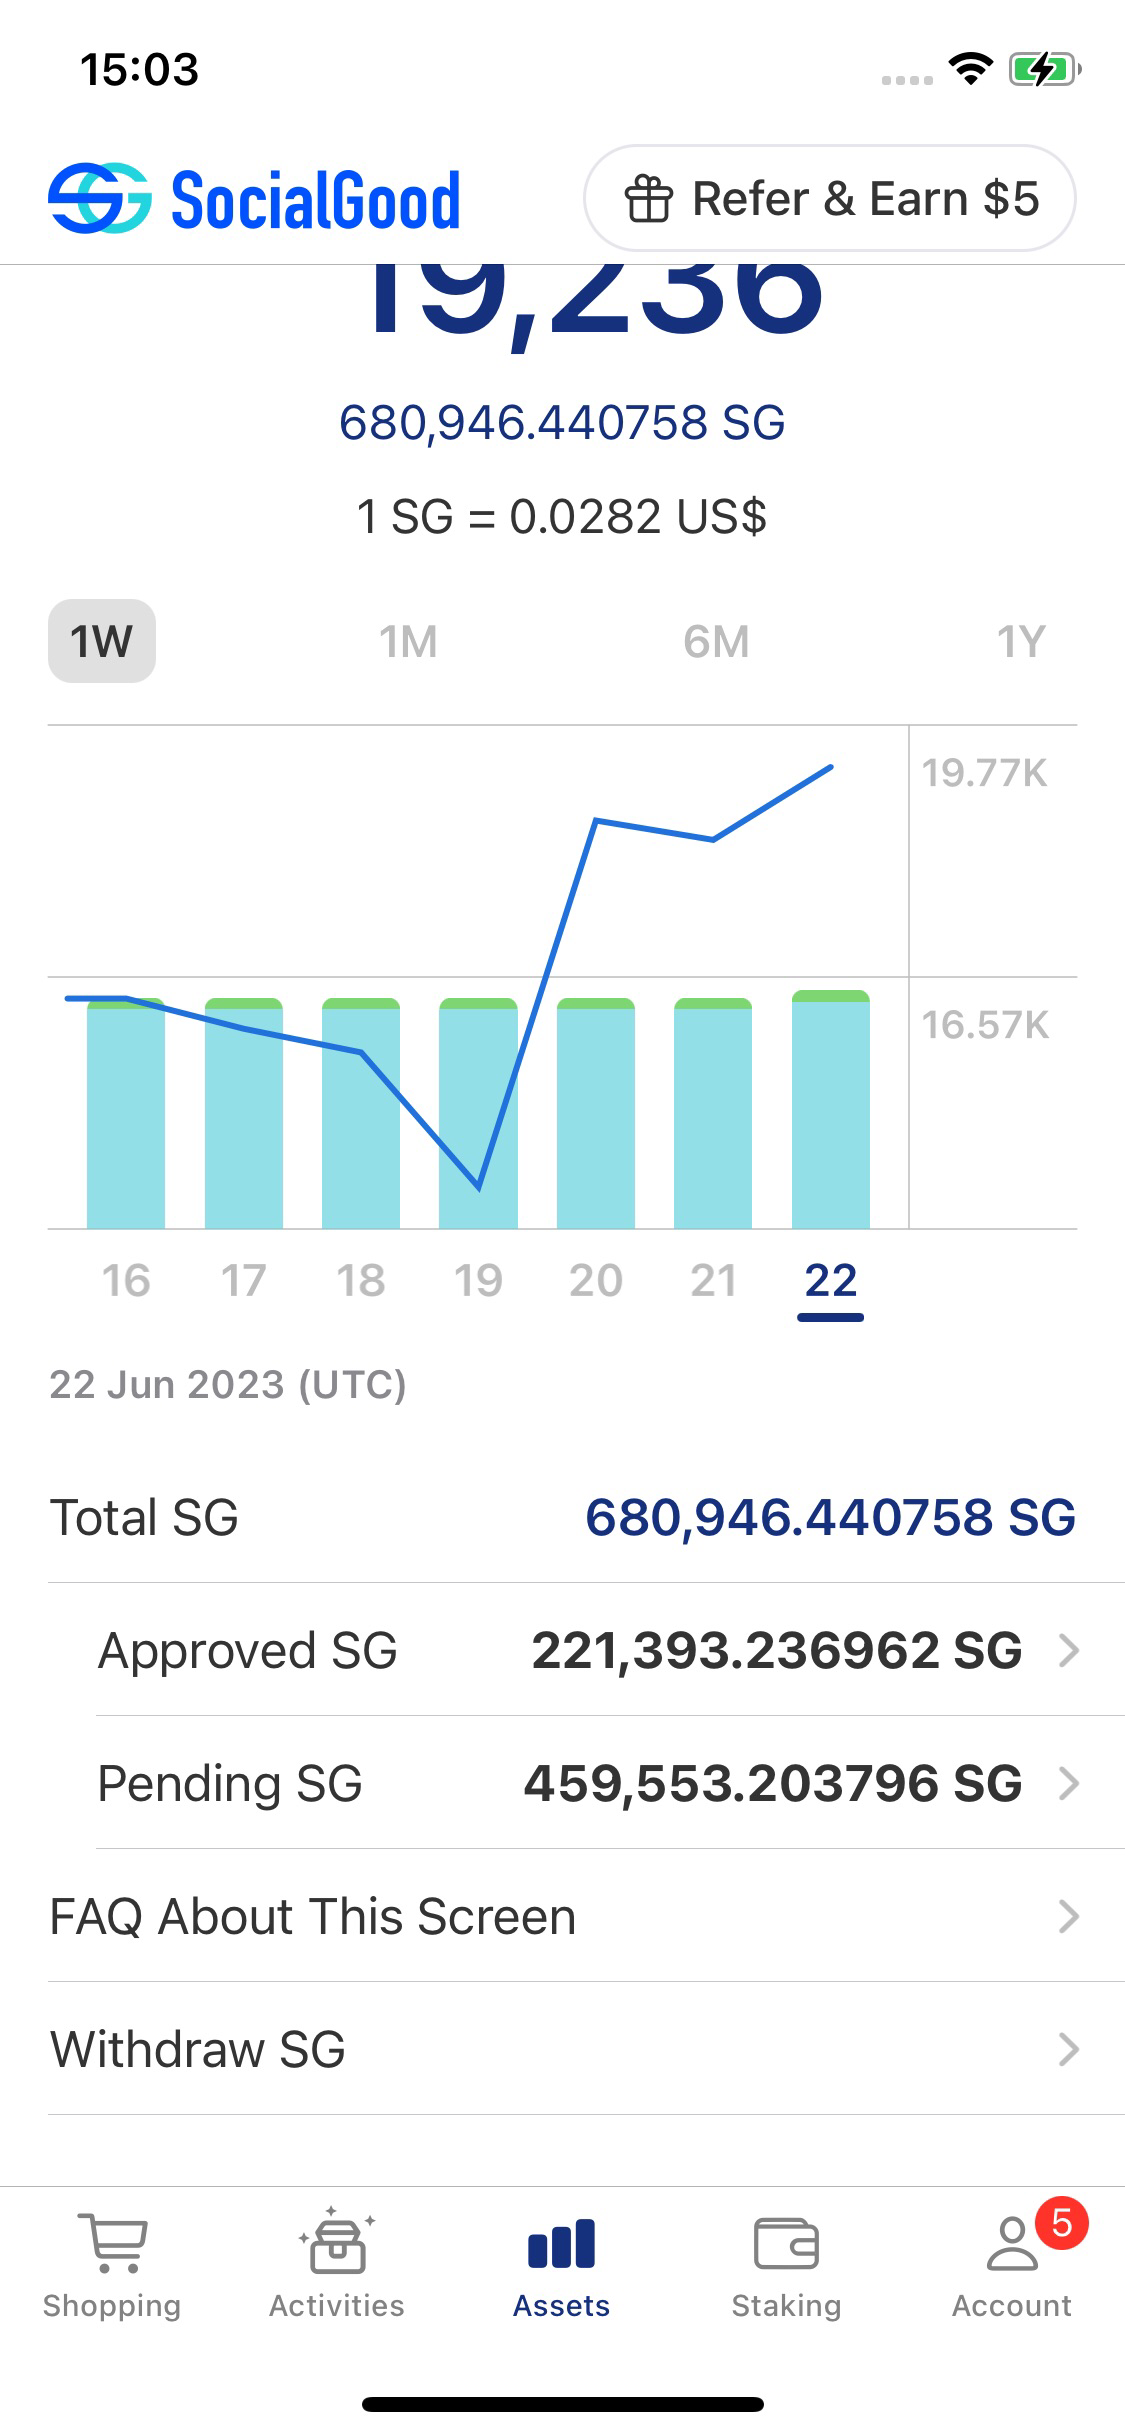 15:03
SocialGood
Refer & Earn $5
19,236
680,946.440758 SG
1 SG = 0.0282 US$
1W 1M 6M 1Y
19.77K
16.57K
16 17 18 19 20 21 22
22 Jun 2023 (UTC)
Total SG 680,946.440758 SG
Approved SG 221,393.236962 SG
Pending SG 459,553.203796 SG
FAQ About This Screen
Withdraw SG
5
Shopping Activities Assets Staking Account